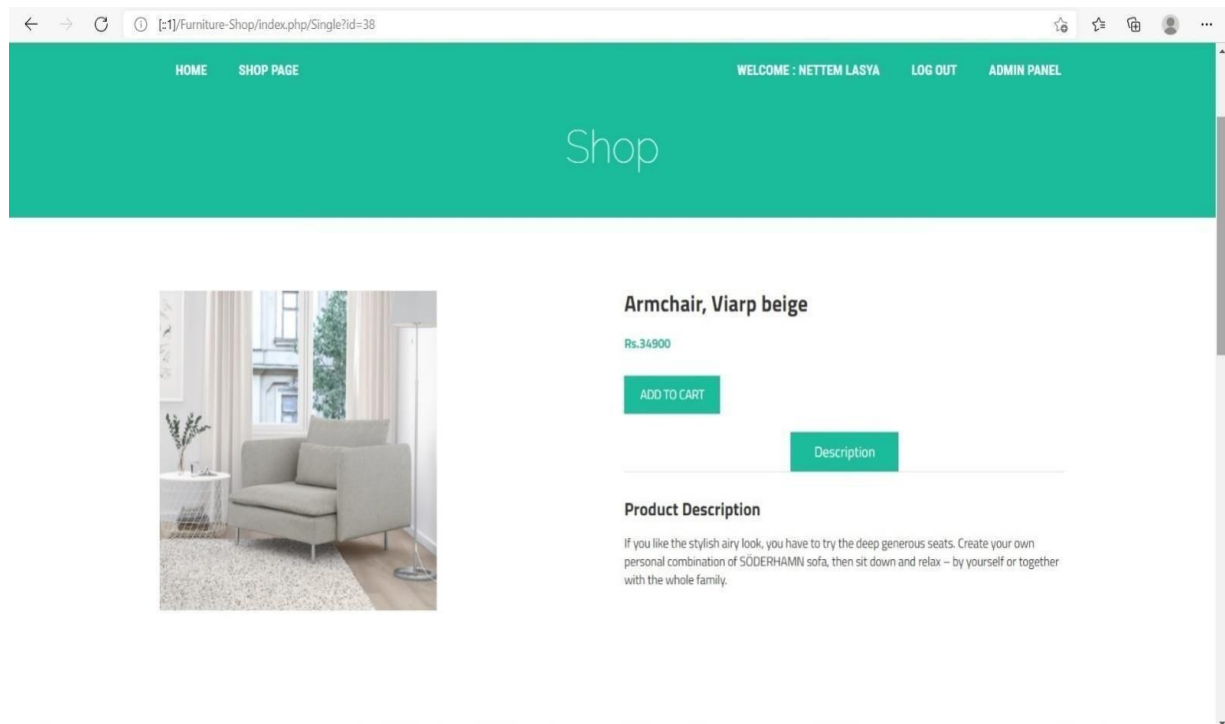 [::1]/Furniture-Shop/index.php/Single?id=38
HOME SHOP PAGE WELCOME : NETTEM LASYA LOG OUT ADMIN PANEL
Shop
Armchair, Viarp beige
Rs.34900
ADD TO CART
Description
Product Description
If you like the stylish airy look, you have to try the deep generous seats. Create your own
personal combination of SÖDERHAMN sofa, then sit down and relax – by yourself or together
with the whole family.